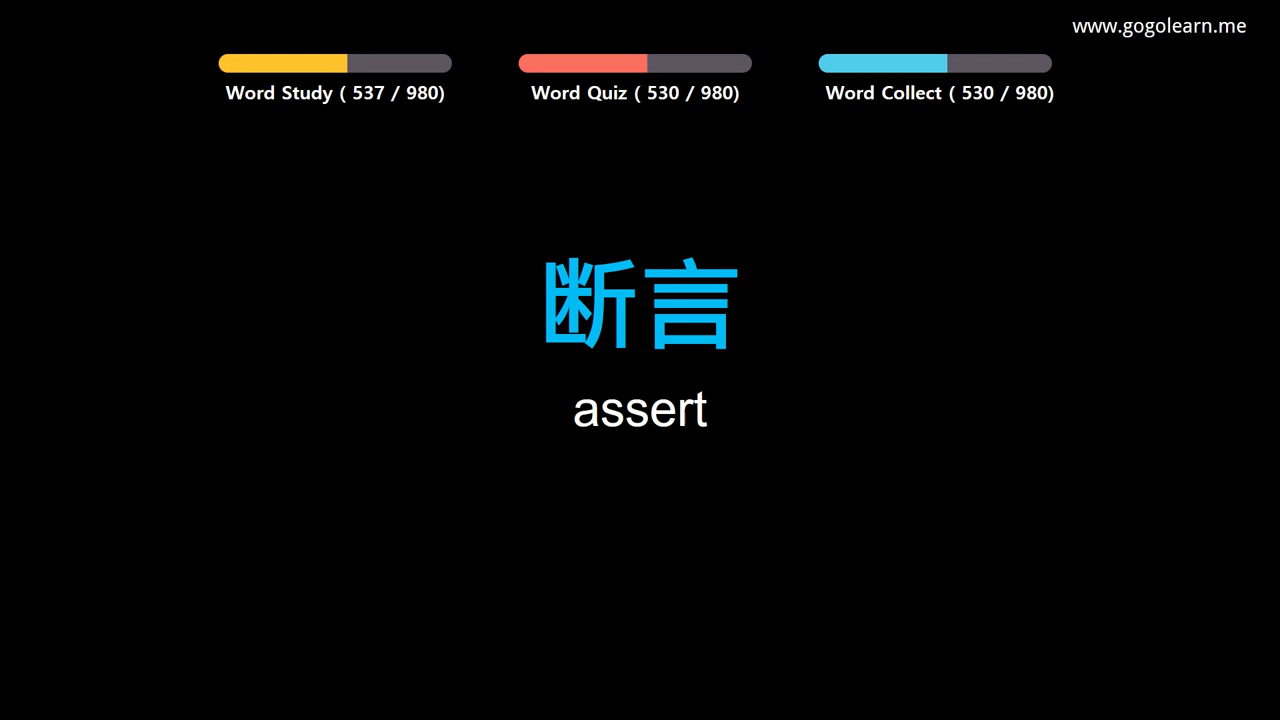 www.gogolearn.me
Word Study ( 537 / 980)
Word Quiz ( 530 / 980)
Word Collect ( 530 / 980)
断言
assert